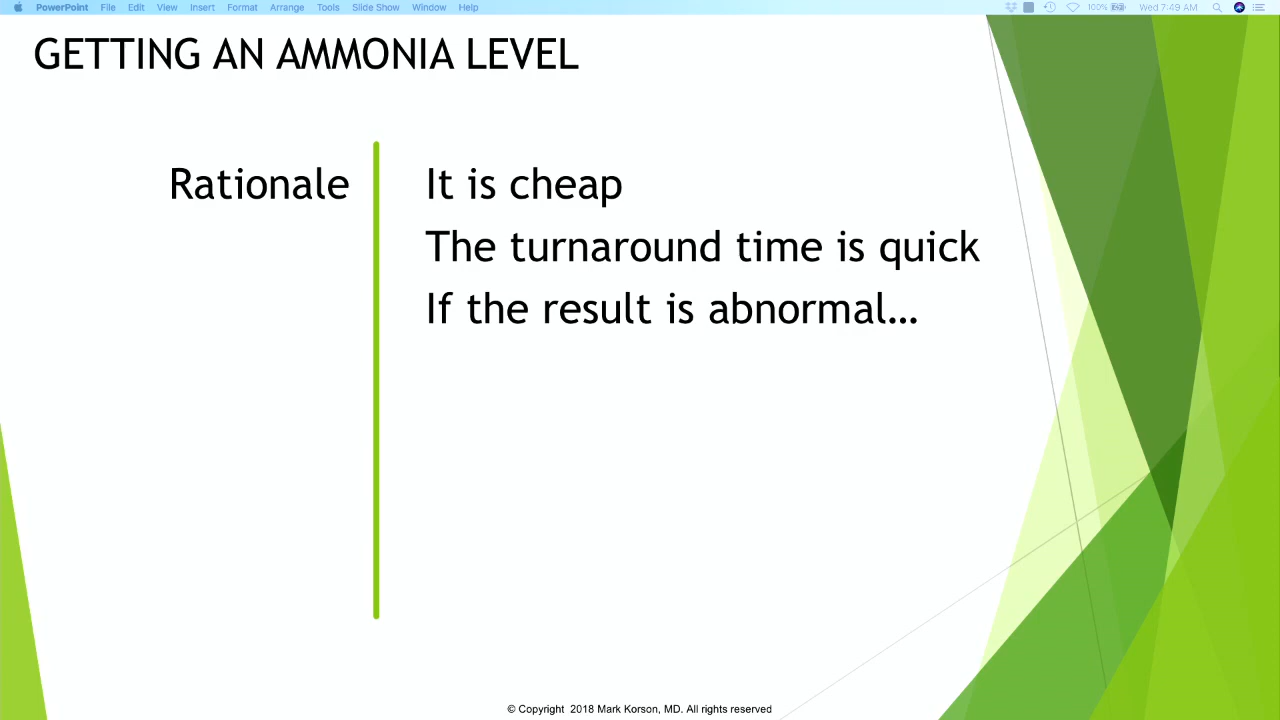 PowerPoint File Edit View Insert Format Arrange Tools Slide Show Window Help 100% Wed 7:49 AM
GETTING AN AMMONIA LEVEL
Rationale
It is cheap
The turnaround time is quick
If the result is abnormal…
© Copyright 2018 Mark Korson, MD. All rights reserved